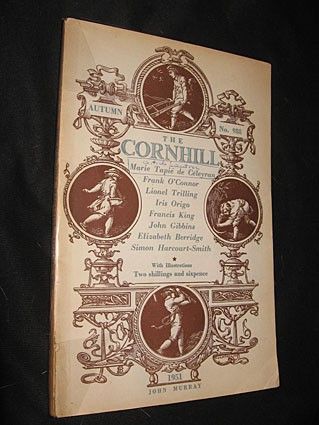 AUTUMN
No. 988
THE
CORNHILL
Marie Tapié de Céleyran
Frank O'Connor
Lionel Trilling
Iris Origo
Francis King
John Gibbins
Elizabeth Berridge
Simon Harcourt-Smith
With Illustrations
Two shillings and sixpence
1951
JOHN MURRAY